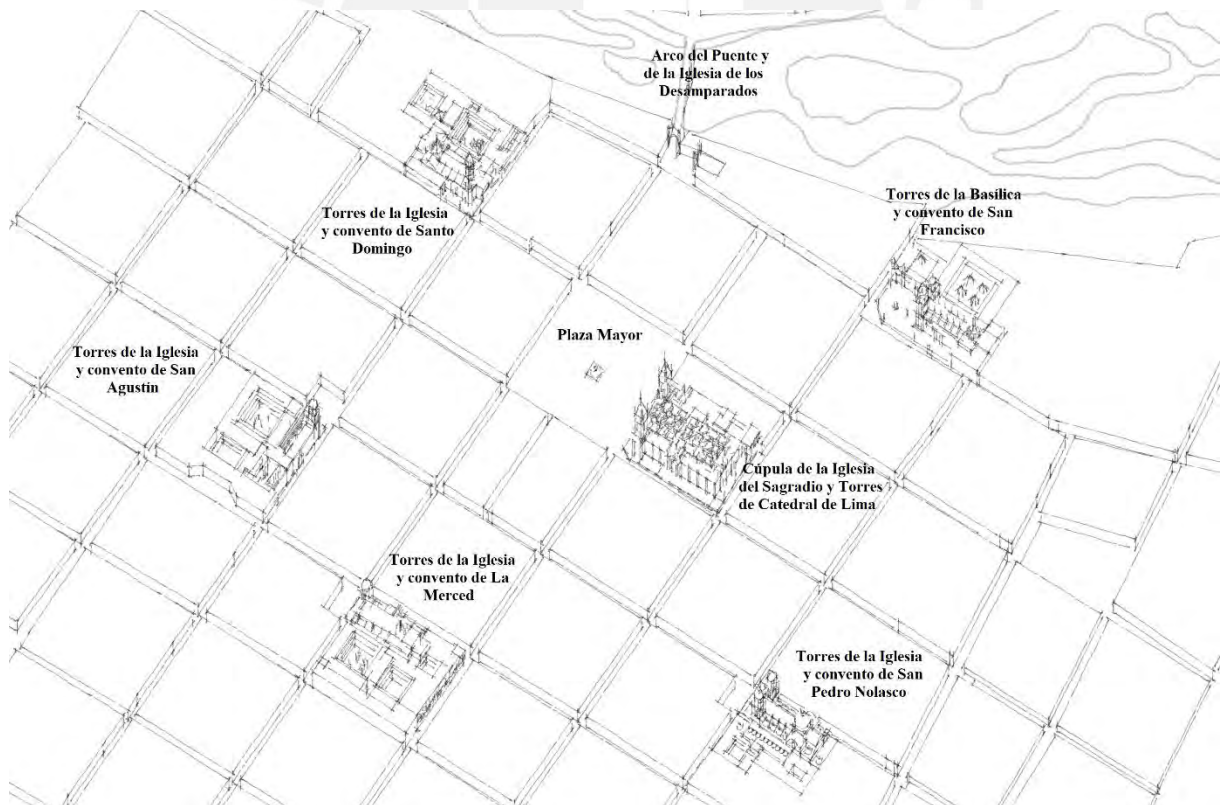 Arco del Puente y
de la Iglesia de los
Desamparados
Torres de la Basílica
y convento de San
Francisco
Torres de la Iglesia
y convento de Santo
Domingo
Plaza Mayor
Torres de la Iglesia
y convento de San
Agustín
Cúpula de la Iglesia
del Sagradio y Torres
de Catedral de Lima
Torres de la Iglesia
y convento de La
Merced
Torres de la Iglesia
y convento de San
Pedro Nolasco